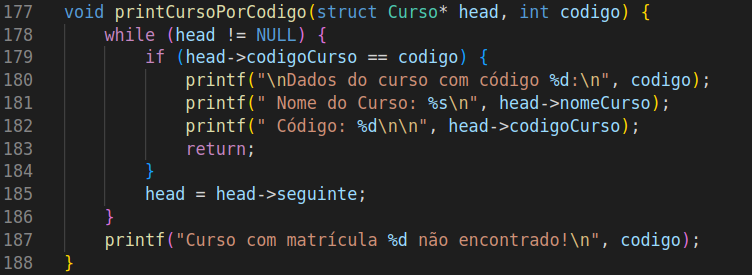 177 void printCursoPorCodigo(struct Curso* head, int codigo) {
178     while (head != NULL) {
179         if (head->codigoCurso == codigo) {
180             printf("\nDados do curso com código %d:\n", codigo);
181             printf(" Nome do Curso: %s\n", head->nomeCurso);
182             printf(" Código: %d\n\n", head->codigoCurso);
183             return;
184         }
185         head = head->seguinte;
186     }
187     printf("Curso com matrícula %d não encontrado!\n", codigo);
188 }